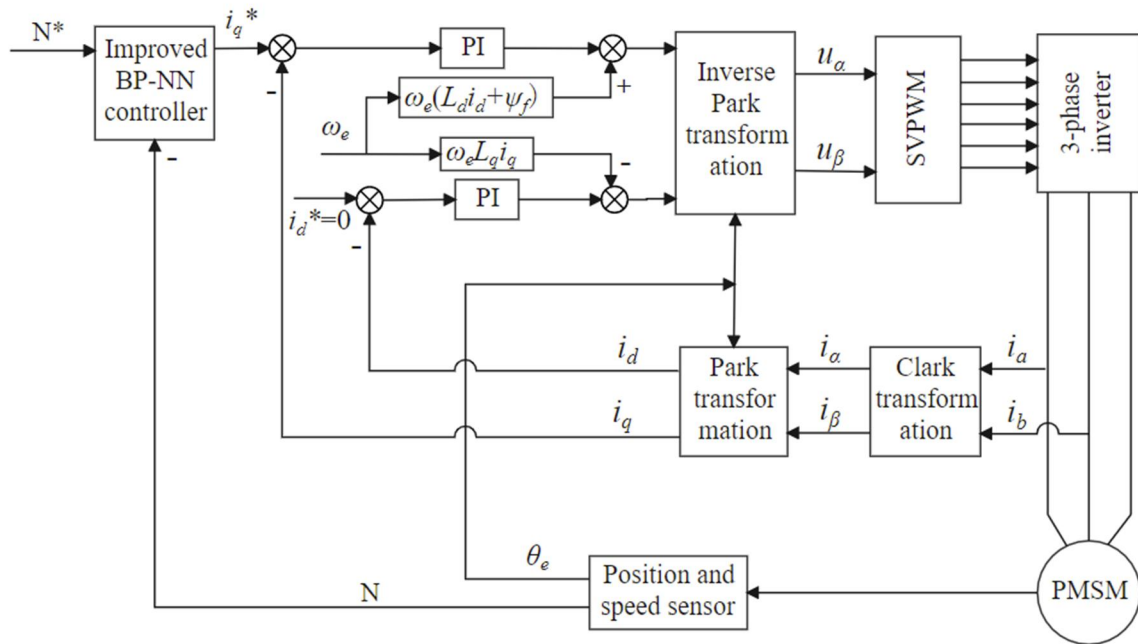 N*
Improved
BP-NN
controller
i_q*
-
-
PI
+
ω_e(L_d i_d+ψ_f)
ω_e
ω_e L_q i_q
-
i_d*=0
-
PI
Inverse
Park
transform
ation
u_α
u_β
SVPWM
3-phase
inverter
i_d
i_q
Park
transfor
mation
i_α
i_β
Clark
transform
ation
i_a
i_b
θ_e
N
Position and
speed sensor
PMSM